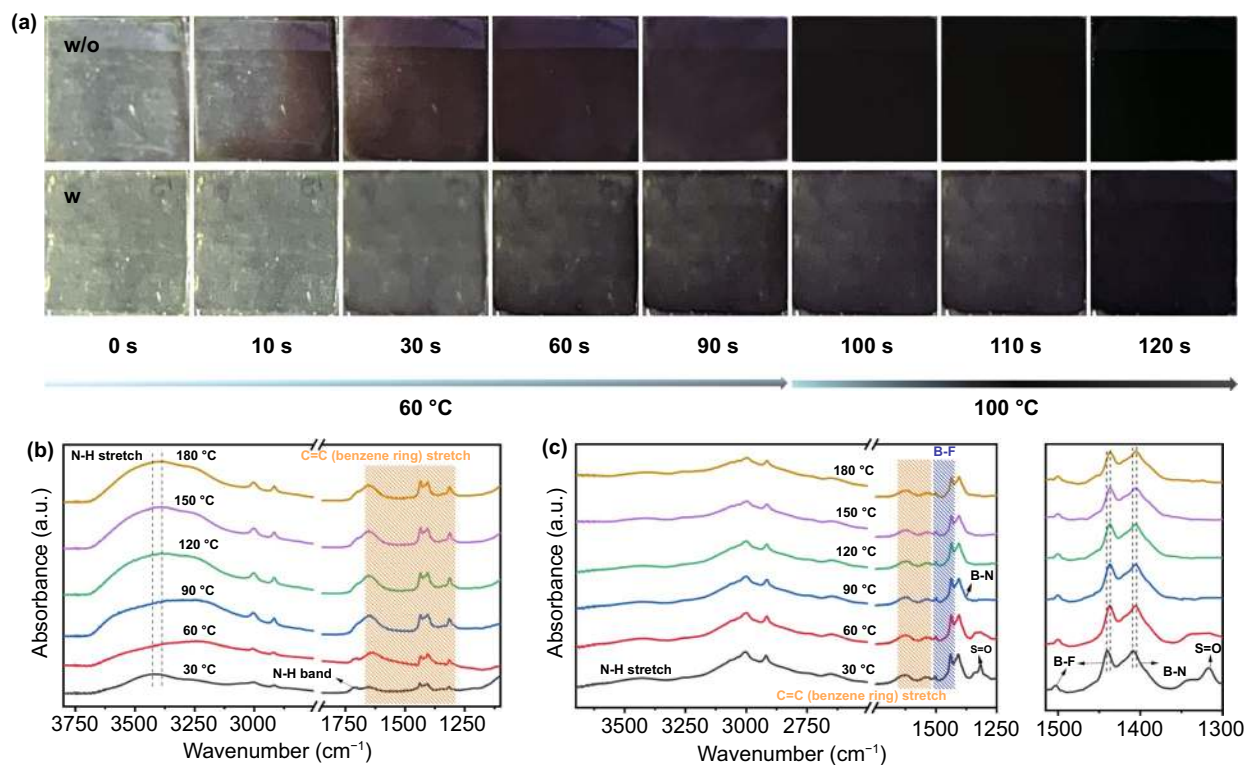 (a)
w/o
w
0 s 10 s 30 s 60 s 90 s 100 s 110 s 120 s
60 °C 100 °C
(b)
N-H stretch
180 °C
C=C (benzene ring) stretch
150 °C
120 °C
90 °C
60 °C
30 °C
N-H band
Absorbance (a.u.)
3750 3000 1750 1500 1250
Wavenumber (cm−1)
(c)
B-F
180 °C
150 °C
120 °C
90 °C
B-N
60 °C
S=O
N-H stretch
30 °C
C=C (benzene ring) stretch
Absorbance (a.u.)
3500 3250 3000 2750 1500 1250
Wavenumber (cm−1)
S=O
B-F
B-N
1500 1400 1300